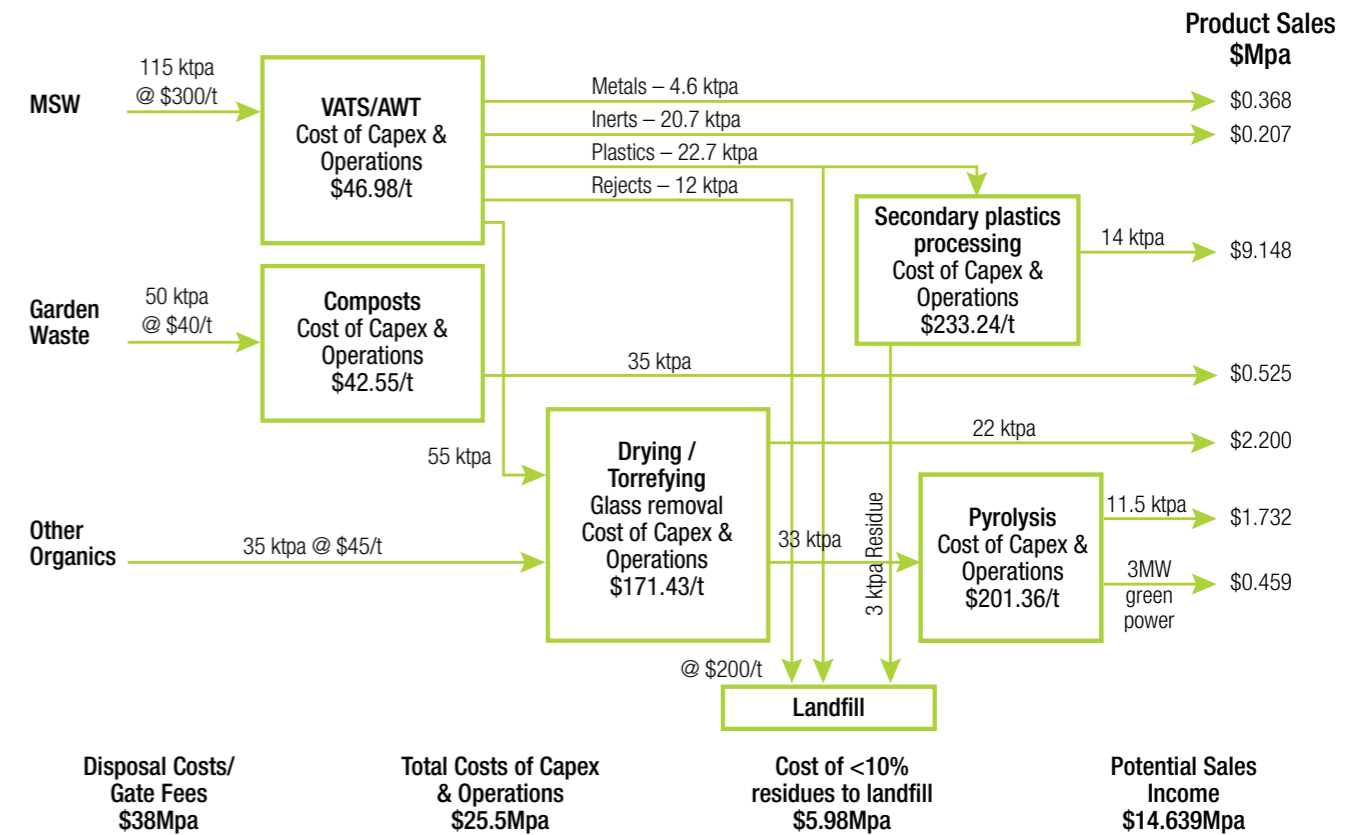 Product Sales
$Mpa
MSW
115 ktpa
@ $300/t
VATS/AWT
Cost of Capex &
Operations
$46.98/t
Metals – 4.6 ktpa
$0.368
Inerts – 20.7 ktpa
$0.207
Plastics – 22.7 ktpa
Rejects – 12 ktpa
Secondary plastics
processing
Cost of Capex &
Operations
$233.24/t
14 ktpa
$9.148
Garden
Waste
50 ktpa
@ $40/t
Composts
Cost of Capex &
Operations
$42.55/t
35 ktpa
$0.525
55 ktpa
Drying /
Torrefying
Glass removal
Cost of Capex &
Operations
$171.43/t
22 ktpa
$2.200
Other
Organics
35 ktpa @ $45/t
33 ktpa
3 ktpa Residue
Pyrolysis
Cost of Capex &
Operations
$201.36/t
11.5 ktpa
$1.732
3MW
green
power
$0.459
@ $200/t
Landfill
Disposal Costs/
Gate Fees
$38Mpa
Total Costs of Capex
& Operations
$25.5Mpa
Cost of <10%
residues to landfill
$5.98Mpa
Potential Sales
Income
$14.639Mpa